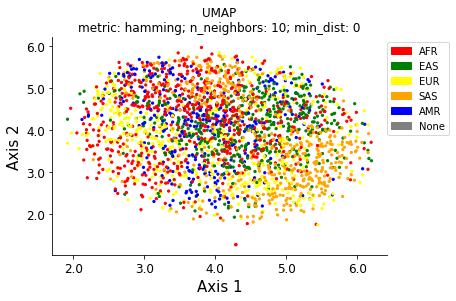 UMAP
metric: hamming; n_neighbors: 10; min_dist: 0
6.0
5.0
4.0
3.0
2.0
Axis 2
2.0 3.0 4.0 5.0 6.0
Axis 1
AFR
EAS
EUR
SAS
AMR
None